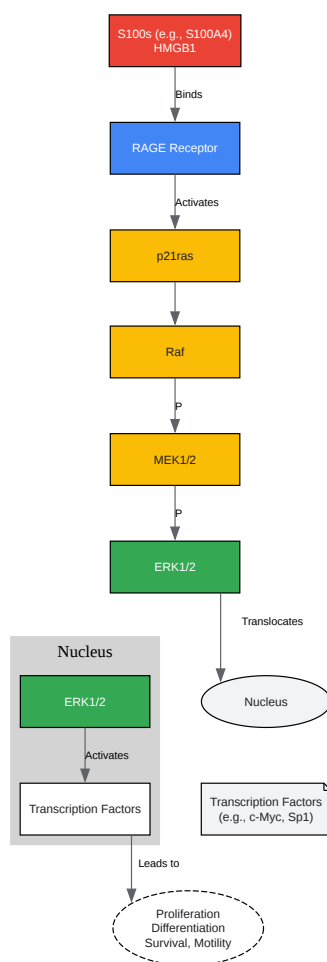 S100s (e.g., S100A4)
HMGB1
Binds
RAGE Receptor
Activates
p21ras
Raf
P
MEK1/2
P
ERK1/2
Translocates
Nucleus
ERK1/2
Nucleus
Activates
Transcription Factors
Transcription Factors
(e.g., c-Myc, Sp1)
Leads to
Proliferation
Differentiation
Survival, Motility